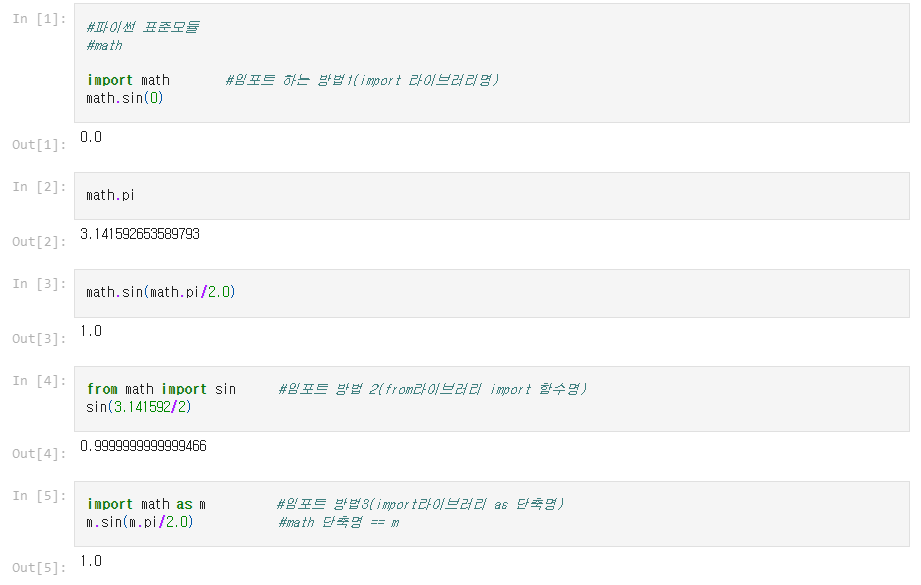 In [1]:
#파이썬 표준모듈
#math
import math #임포트 하는 방법1(import 라이브러리명)
math.sin(0)
Out[1]: 0.0
In [2]: math.pi
Out[2]: 3.141592653589793
In [3]: math.sin(math.pi/2.0)
Out[3]: 1.0
In [4]:
from math import sin #임포트 방법 2(from라이브러리 import 함수명)
sin(3.141592/2)
Out[4]: 0.9999999999999466
In [5]:
import math as m #임포트 방법3(import라이브러리 as 단축명)
m.sin(m.pi/2.0) #math 단축명 == m
Out[5]: 1.0